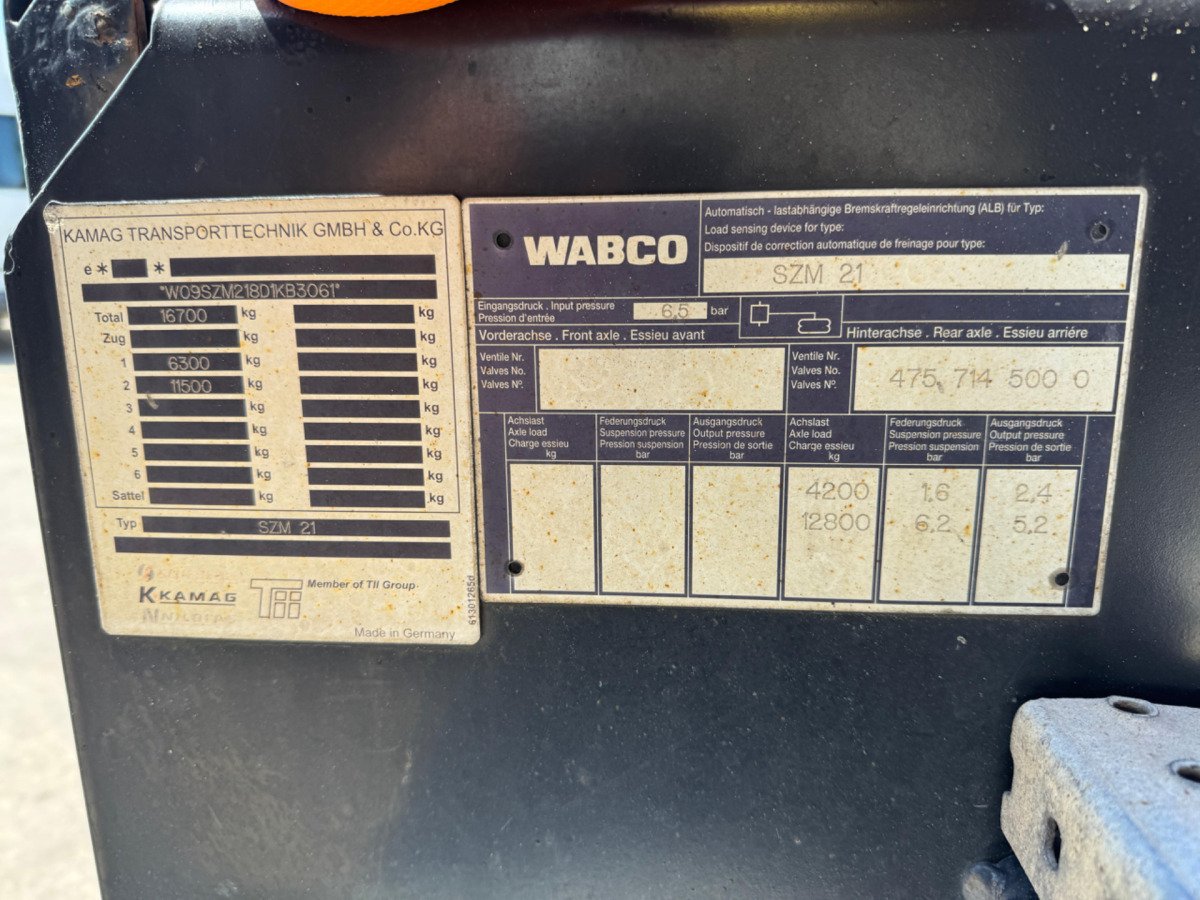 KAMAG TRANSPORTTECHNIK GMBH & Co.KG
e* *
*W09SZM218D1KB3061*
Total 16700 kg kg
Zug kg kg
1 6300 kg kg
2 11500 kg kg
3 kg kg
4 kg kg
5 kg kg
6 kg kg
Sattel kg kg
Typ SZM 21
KAMAG
Tii
Member of TII Group
Made in Germany
61301265d
WABCO
Automatisch - lastabhängige Bremskraftregeleinrichtung (ALB) für Typ:
Load sensing device for type:
Dispositif de correction automatique de freinage pour type:
SZM 21
Eingangsdruck . Input pressure
Pression d'entrée
6,5 bar
Vorderachse . Front axle . Essieu avant
Hinterachse . Rear axle . Essieu arriére
Ventile Nr.
Valves No.
Valves N°.
Ventile Nr.
Valves No.
Valves N°.
475 714 500 0
Achslast
Axle load
Charge essieu
kg
Federungsdruck
Suspension pressure
Pression suspension
bar
Ausgangsdruck
Output pressure
Pression de sortie
bar
Achslast
Axle load
Charge essieu
kg
Federungsdruck
Suspension pressure
Pression suspension
bar
Ausgangsdruck
Output pressure
Pression de sortie
bar
4200 1.6 2.4
12800 6.2 5.2